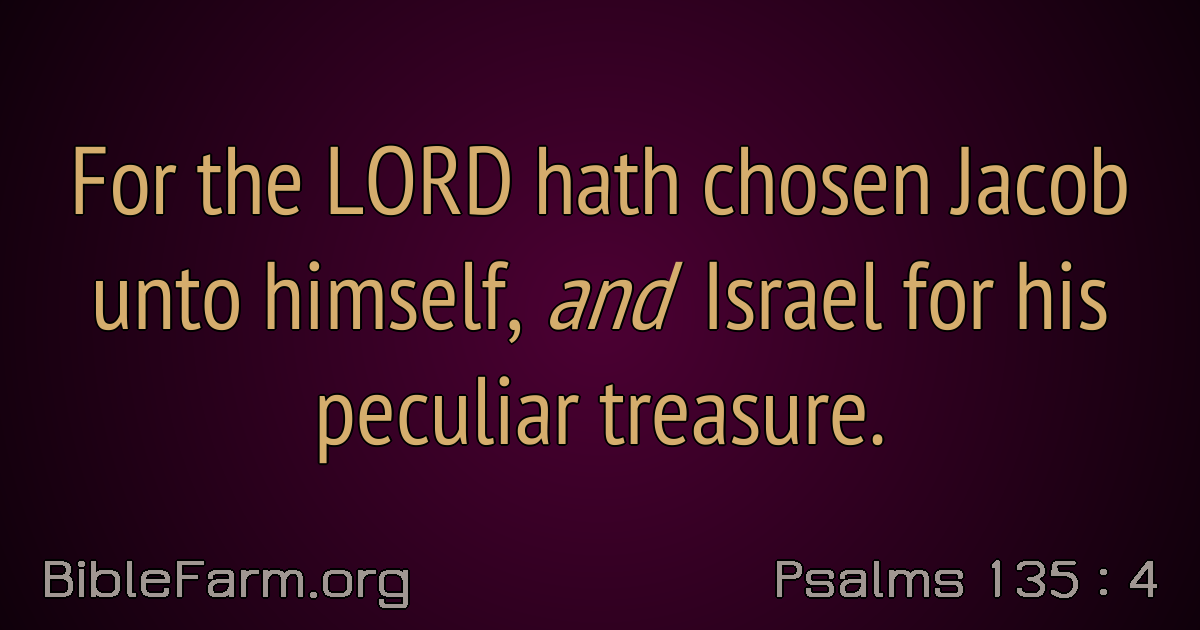 For the LORD hath chosen Jacob
unto himself, and Israel for his
peculiar treasure.
BibleFarm.org
Psalms 135 : 4